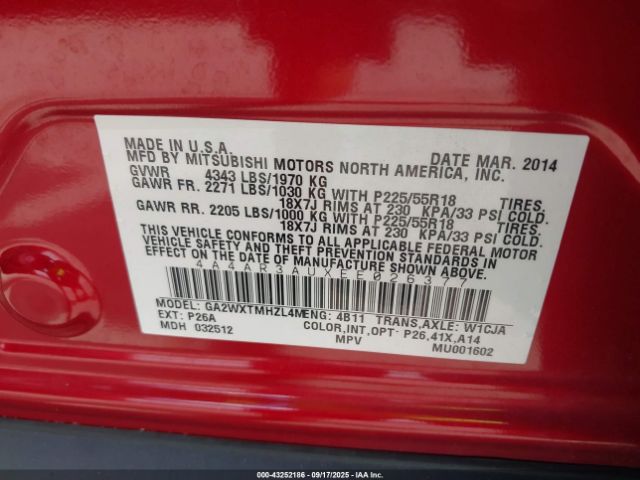 MADE IN U.S.A.
MFD BY MITSUBISHI MOTORS NORTH AMERICA, INC. DATE MAR. 2014
GVWR 4343 LBS/1970 KG
GAWR FR. 2271 LBS/1030 KG WITH P225/55R18 TIRES.
18X7J RIMS AT 230 KPA/33 PSI COLD.
GAWR RR. 2205 LBS/1000 KG WITH P225/55R18 TIRES.
18X7J RIMS AT 230 KPA/33 PSI COLD.
THIS VEHICLE CONFORMS TO ALL APPLICABLE FEDERAL MOTOR
VEHICLE SAFETY AND THEFT PREVENTION STANDARDS IN
EFFECT ON THE DATE OF MANUFACTURE SHOWN ABOVE.
4A4AR3AUXEE026377
MODEL: GA2WXTMHZL4M ENG: 4B11 TRANS,AXLE: W1CJA
EXT: P26A COLOR,INT,OPT: P26,41X,A14
MDH 032512 MPV MU001602
000-43252186 - 09/17/2025 - IAA Inc.